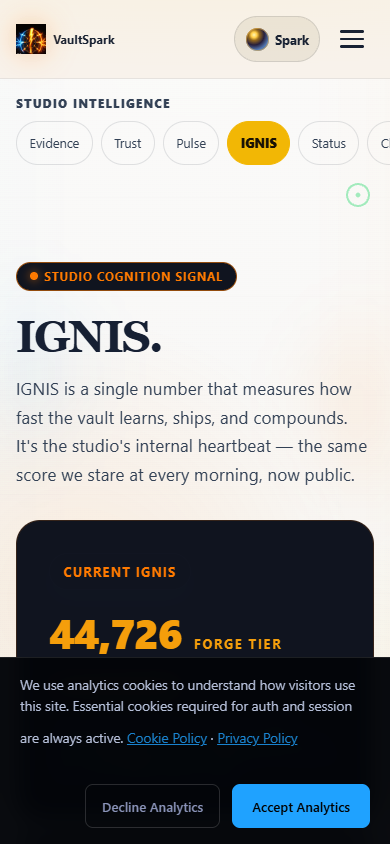 VaultSpark
Spark
STUDIO INTELLIGENCE
Evidence
Trust
Pulse
IGNIS
Status
STUDIO COGNITION SIGNAL
IGNIS.
IGNIS is a single number that measures how
fast the vault learns, ships, and compounds.
It's the studio's internal heartbeat — the same
score we stare at every morning, now public.
CURRENT IGNIS
44,726 FORGE TIER
We use analytics cookies to understand how visitors use
this site. Essential cookies required for auth and session
are always active. Cookie Policy · Privacy Policy
Decline Analytics
Accept Analytics